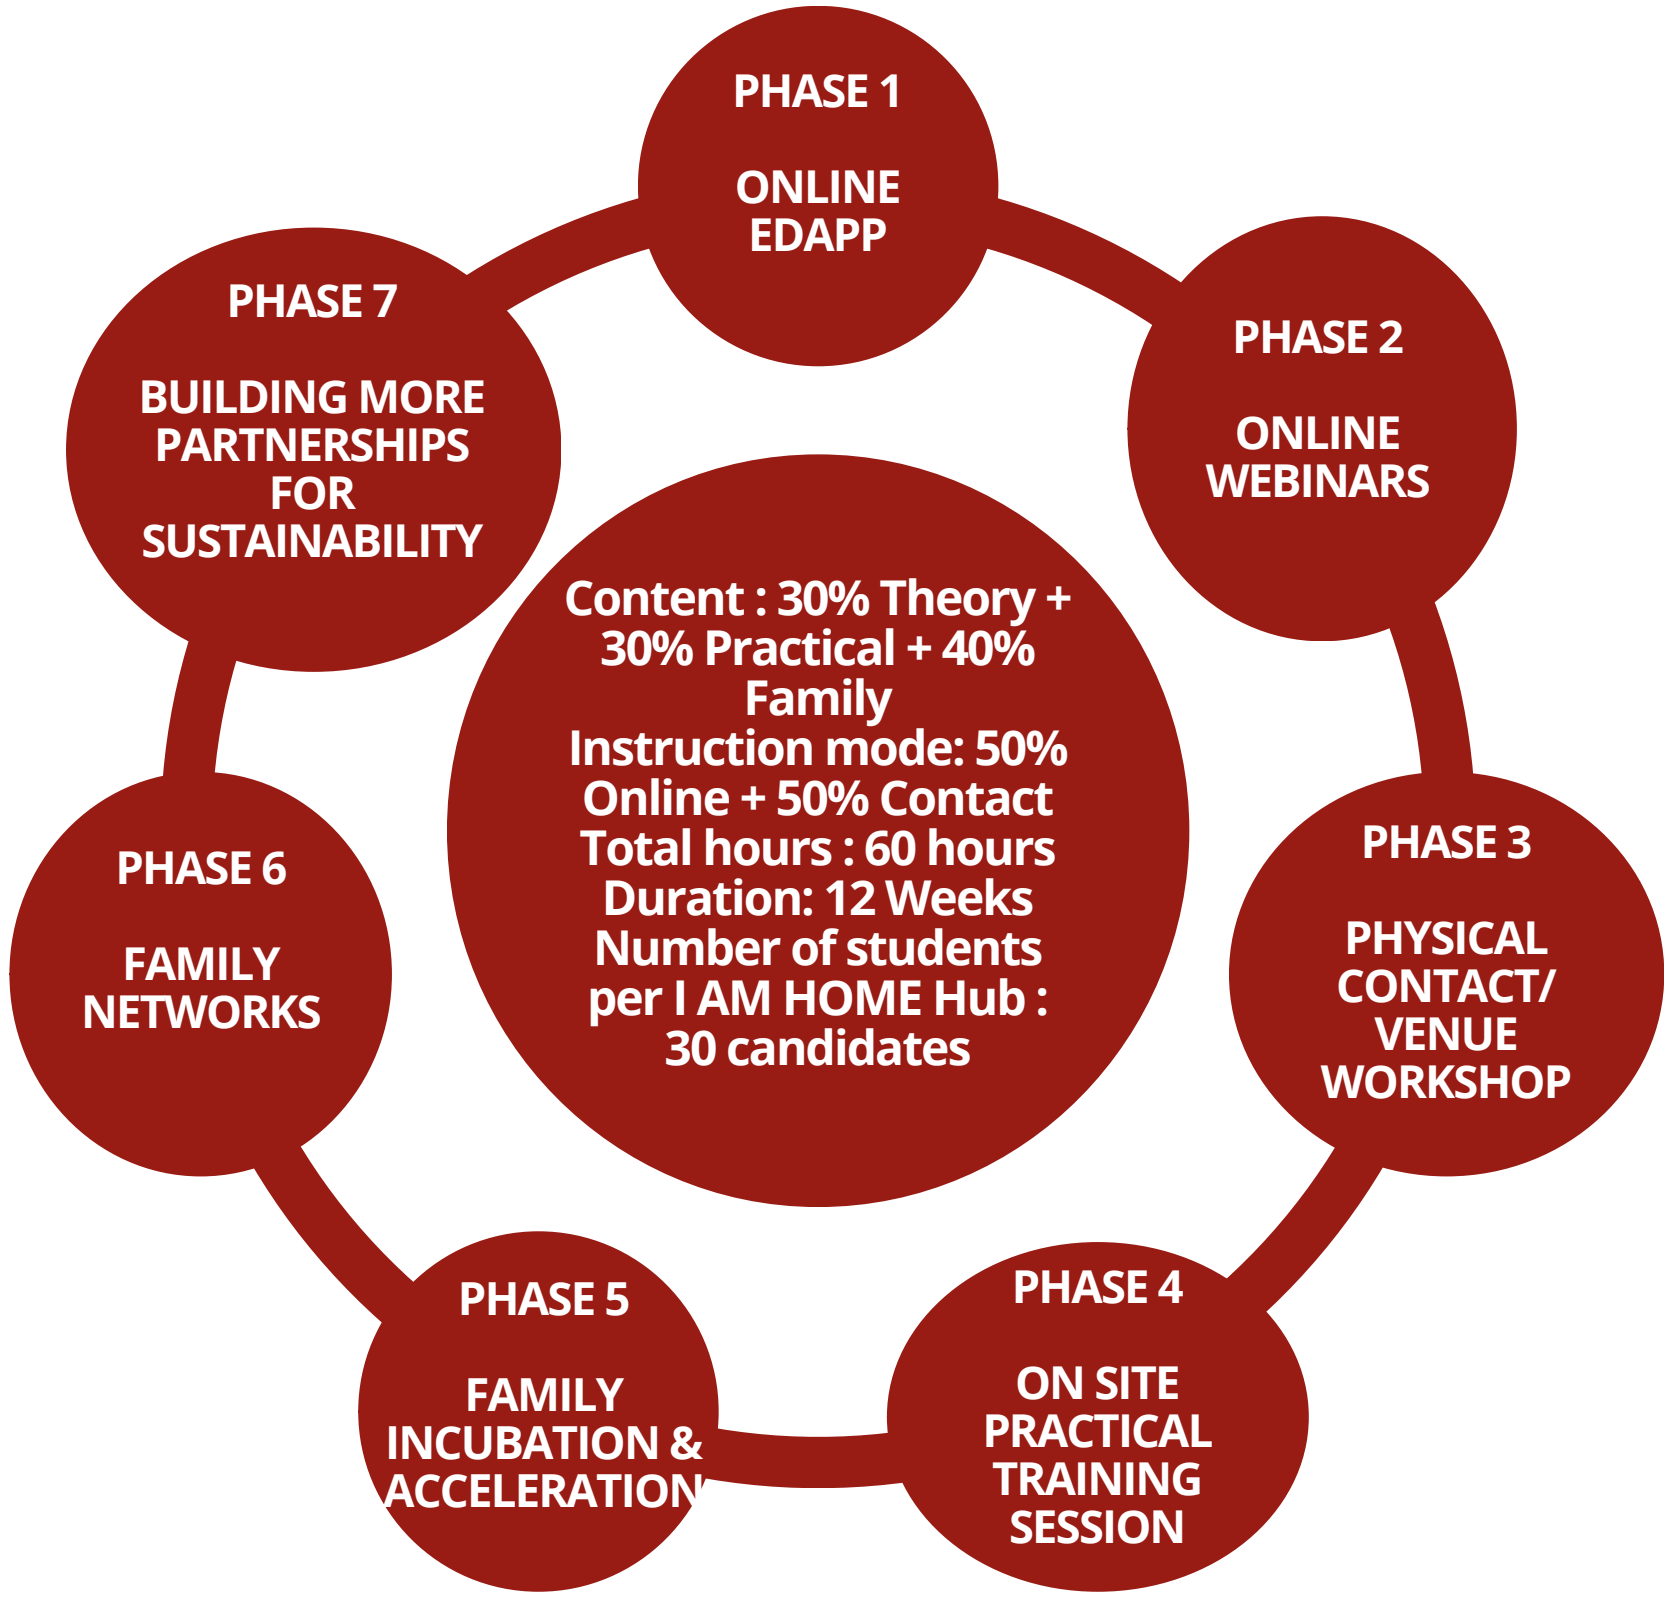 PHASE 1
ONLINE
EDAPP
PHASE 2
ONLINE
WEBINARS
PHASE 3
PHYSICAL
CONTACT/
VENUE
WORKSHOP
PHASE 4
ON SITE
PRACTICAL
TRAINING
SESSION
PHASE 5
FAMILY
INCUBATION &
ACCELERATION
PHASE 6
FAMILY
NETWORKS
PHASE 7
BUILDING MORE
PARTNERSHIPS
FOR
SUSTAINABILITY
Content : 30% Theory +
30% Practical + 40%
Family
Instruction mode: 50%
Online + 50% Contact
Total hours : 60 hours
Duration: 12 Weeks
Number of students
per I AM HOME Hub :
30 candidates